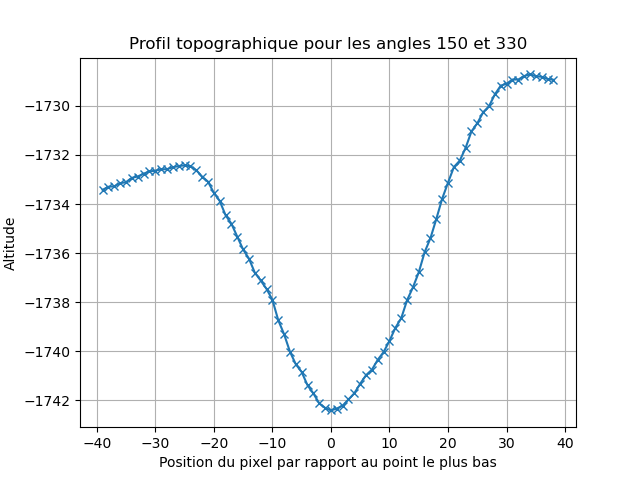 Profil topographique pour les angles 150 et 330
Altitude
−1730
−1732
−1734
−1736
−1738
−1740
−1742
−40 −30 −20 −10 0 10 20 30 40
Position du pixel par rapport au point le plus bas